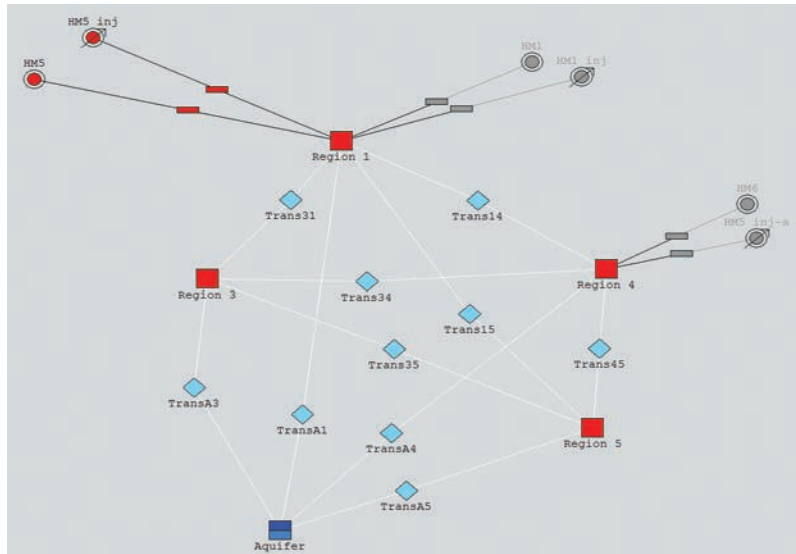 HM5 inj
HM5
HM1
HM1 inj
Region 1
HM6
HM5 inj-a
Trans31
Trans14
Region 3
Trans34
Region 4
Trans15
Trans35
Trans45
TransA3
TransA1
TransA4
Region 5
TransA5
Aquifer